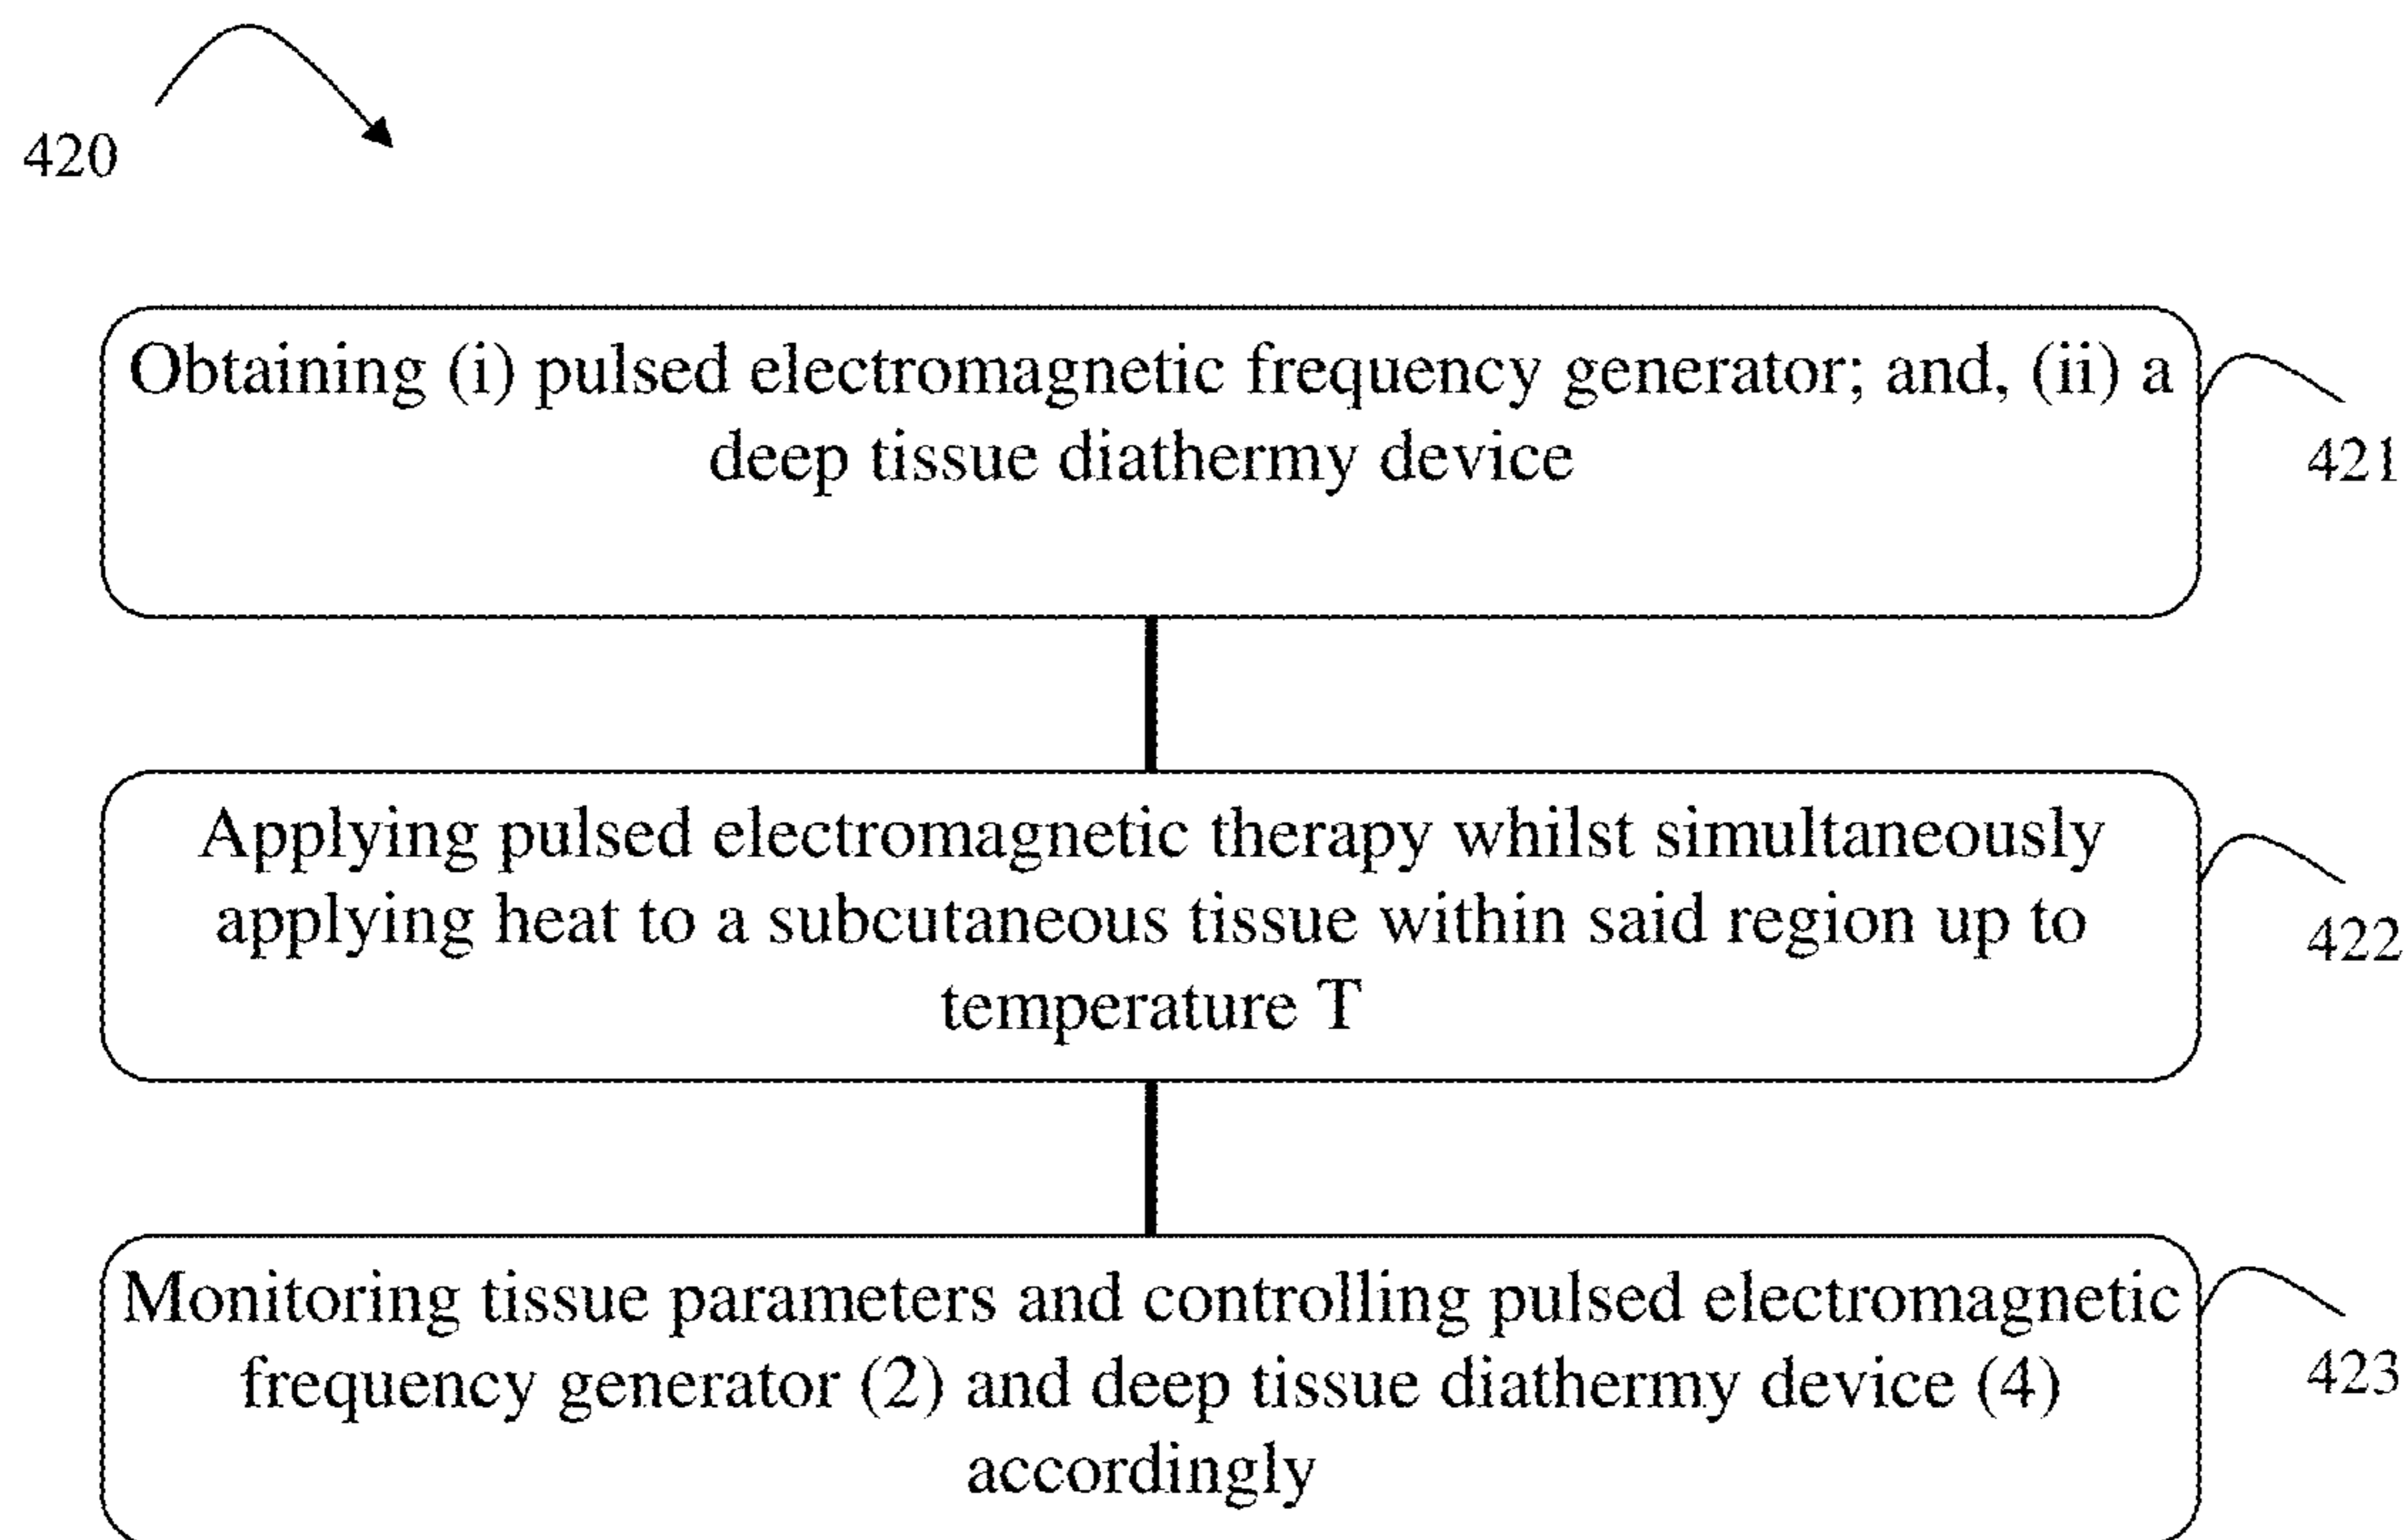 420
Obtaining (i) pulsed electromagnetic frequency generator; and, (ii) a
deep tissue diathermy device
421
Applying pulsed electromagnetic therapy whilst simultaneously
applying heat to a subcutaneous tissue within said region up to
temperature T
422
Monitoring tissue parameters and controlling pulsed electromagnetic
frequency generator (2) and deep tissue diathermy device (4)
accordingly
423